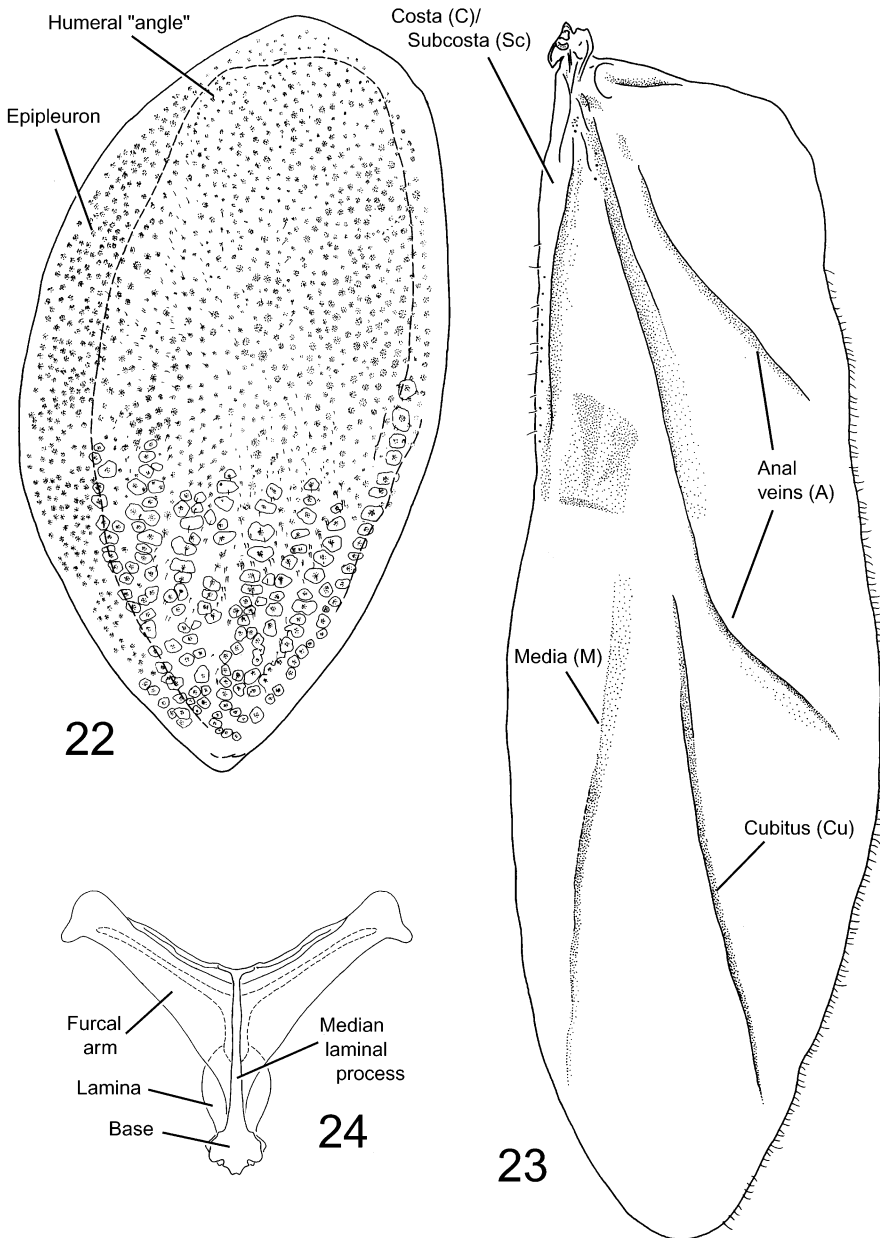 Humeral "angle"
Epipleuron
22
Costa (C)/
Subcosta (Sc)
Anal
veins (A)
Media (M)
Cubitus (Cu)
23
Furcal
arm
Lamina
Base
Median
laminal
process
24